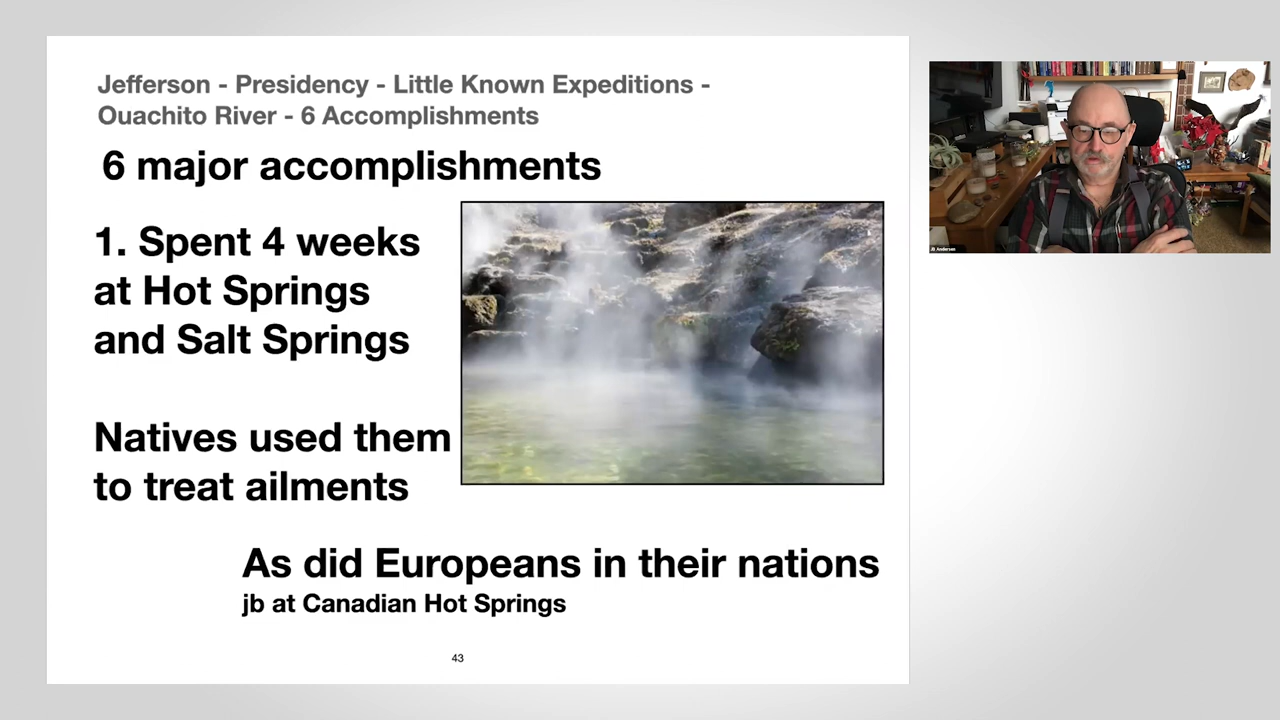 Jefferson - Presidency - Little Known Expeditions -
Ouachito River - 6 Accomplishments
6 major accomplishments
1. Spent 4 weeks
at Hot Springs
and Salt Springs
Natives used them
to treat ailments
As did Europeans in their nations
jb at Canadian Hot Springs
43
JB Anderson